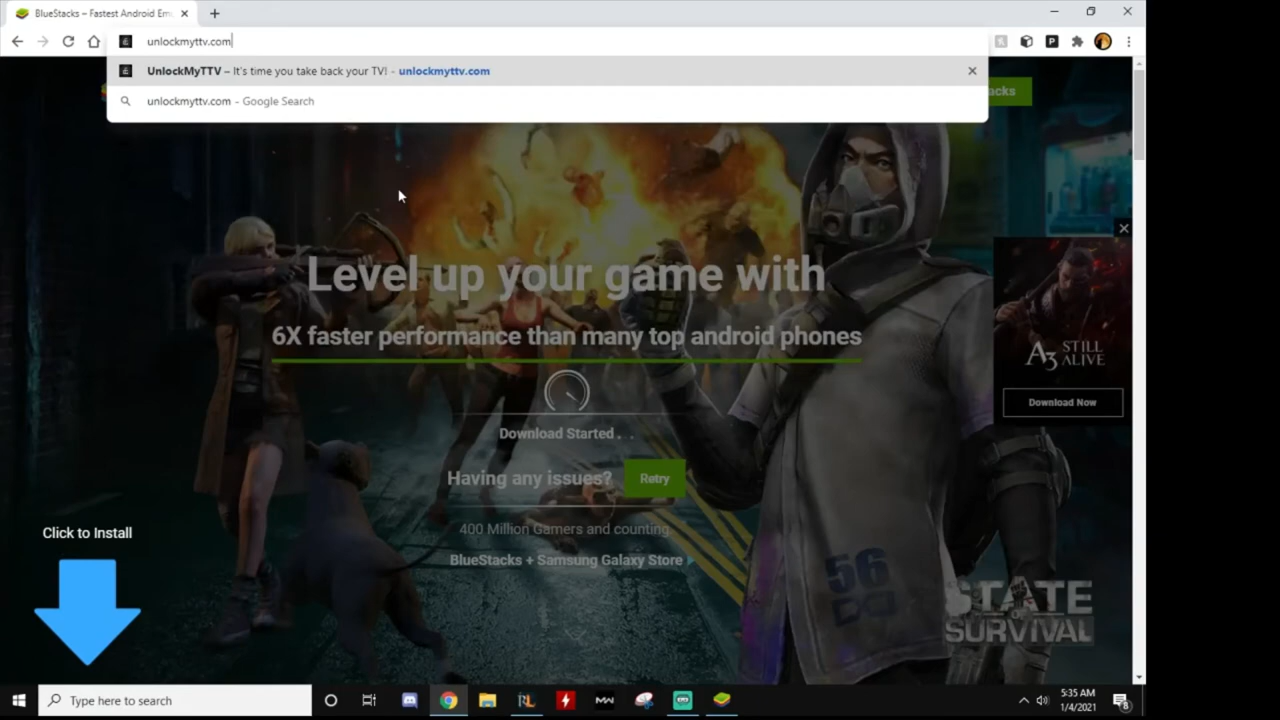 BlueStacks – Fastest Android Em
unlockmyttv.com
UnlockMyTTV – It's time you take back your TV! - unlockmyttv.com
unlockmyttv.com - Google Search
acks
Level up your game with
6X faster performance than many top android phones
STILL
ALIVE
Download Now
Download Started . . .
Having any issues? Retry
400 Million Gamers and counting
BlueStacks + Samsung Galaxy Store
Click to Install
56
STATE
OF
SURVIVAL
Type here to search
5:35 AM
1/4/2021
8